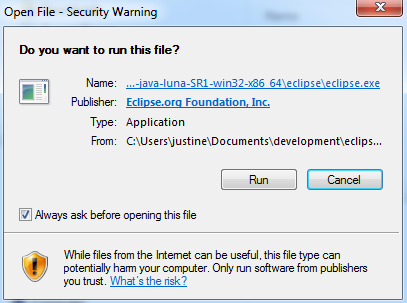 Open File - Security Warning
Do you want to run this file?
Name: ...-java-luna-SR1-win32-x86_64\eclipse\eclipse.exe
Publisher: Eclipse.org Foundation, Inc.
Type: Application
From: C:\Users\justine\Documents\development\eclips...
Run Cancel
Always ask before opening this file
While files from the Internet can be useful, this file type can
potentially harm your computer. Only run software from publishers
you trust. What's the risk?